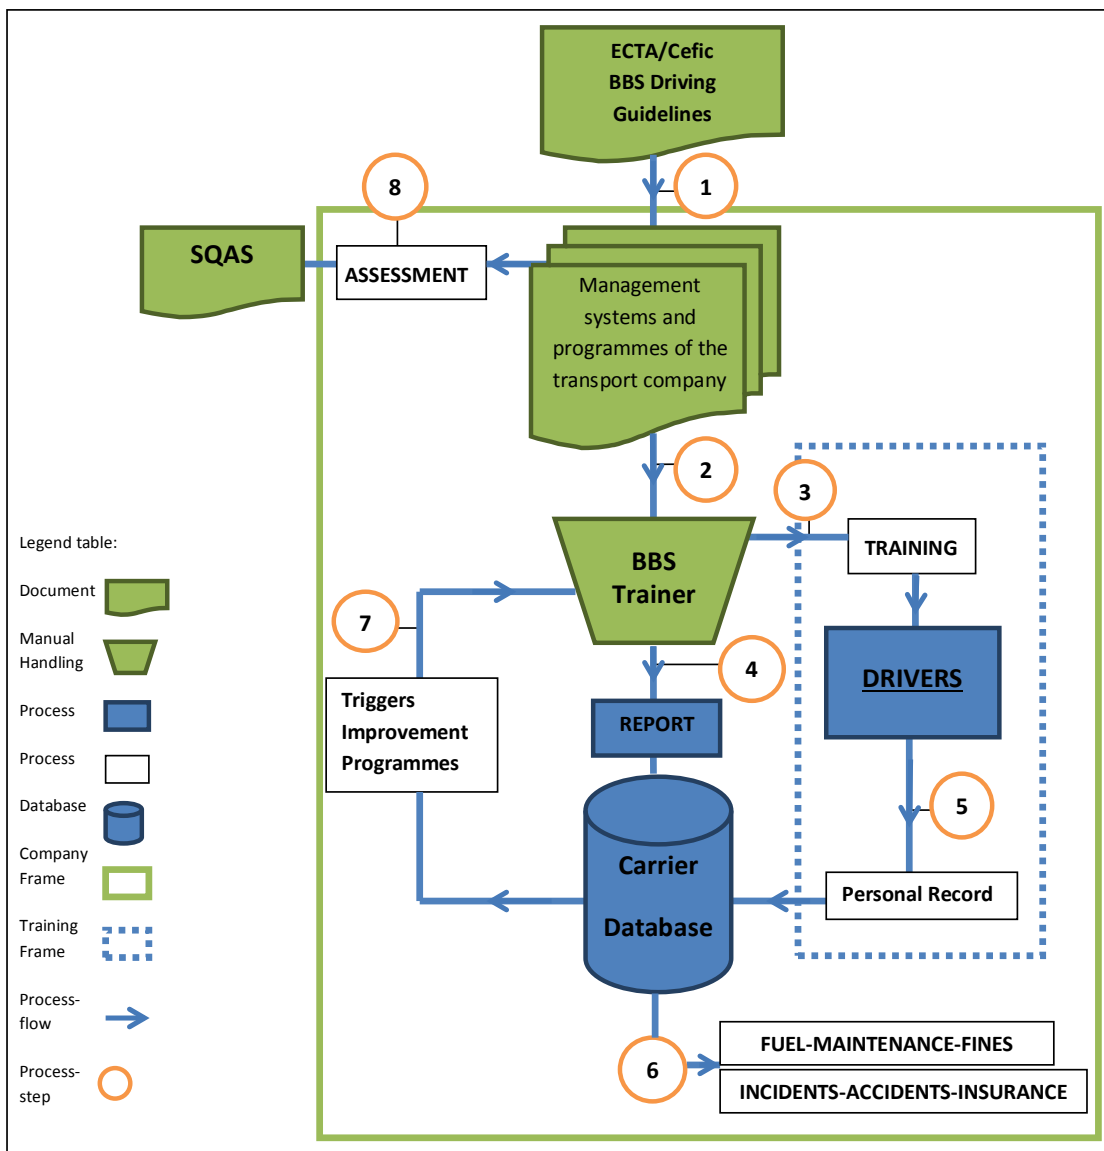 ECTA/Cefic
BBS Driving
Guidelines
8
1
SQAS
ASSESSMENT
Management
systems and
programmes of the
transport company
2
3
TRAINING
BBS
Trainer
7
4
DRIVERS
Triggers
Improvement
Programmes
REPORT
5
Carrier
Database
Personal Record
6
FUEL-MAINTENANCE-FINES
INCIDENTS-ACCIDENTS-INSURANCE
Legend table:
Document
Manual
Handling
Process
Process
Database
Company
Frame
Training
Frame
Process-
flow
Process-
step